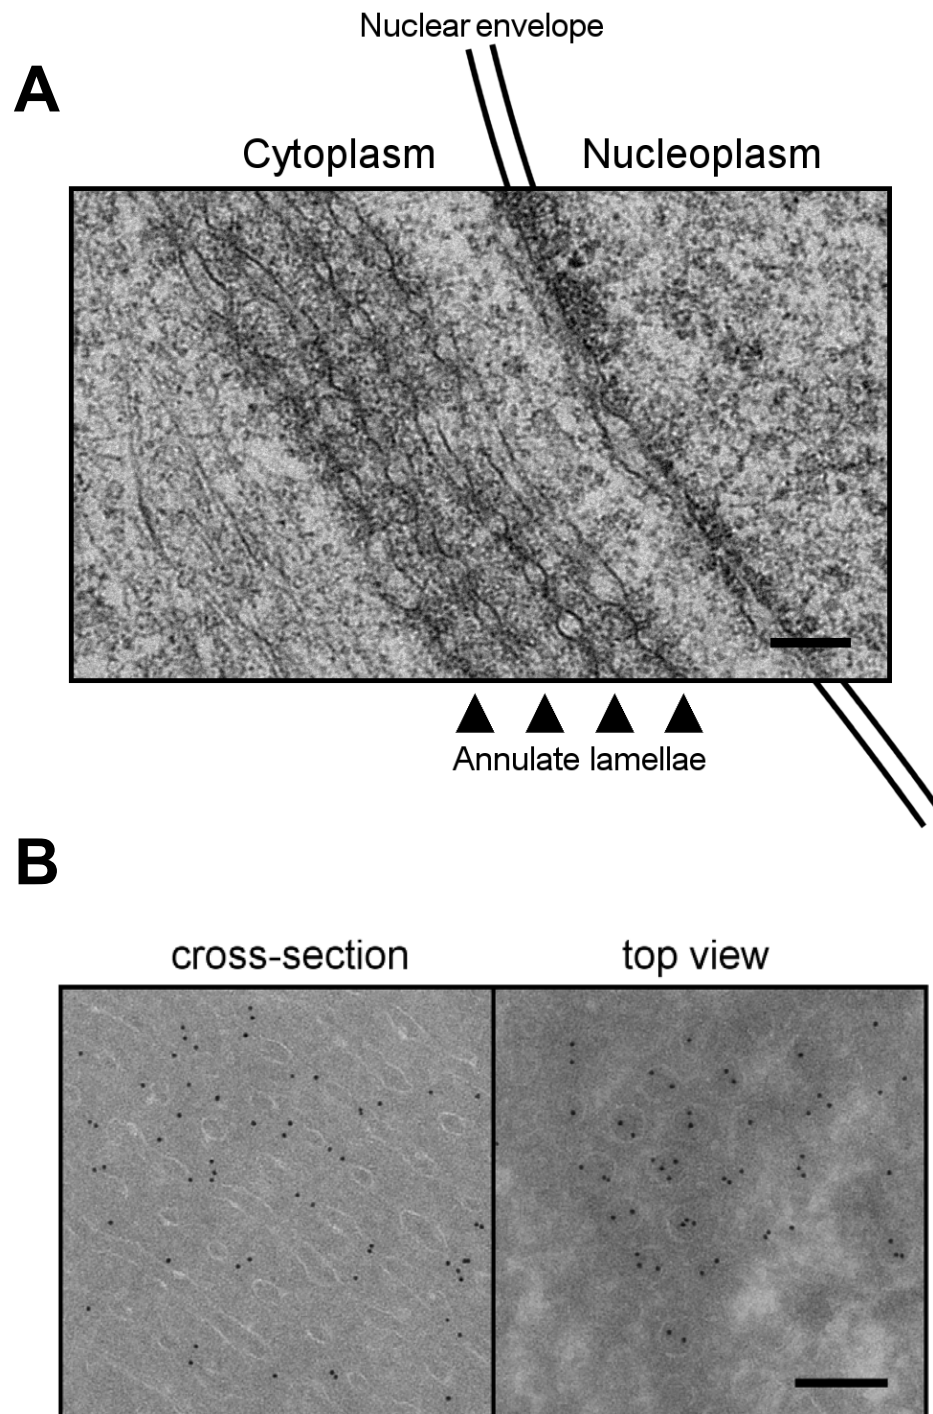 Nuclear envelope
A
Cytoplasm Nucleoplasm
Annulate lamellae
B
cross-section top view